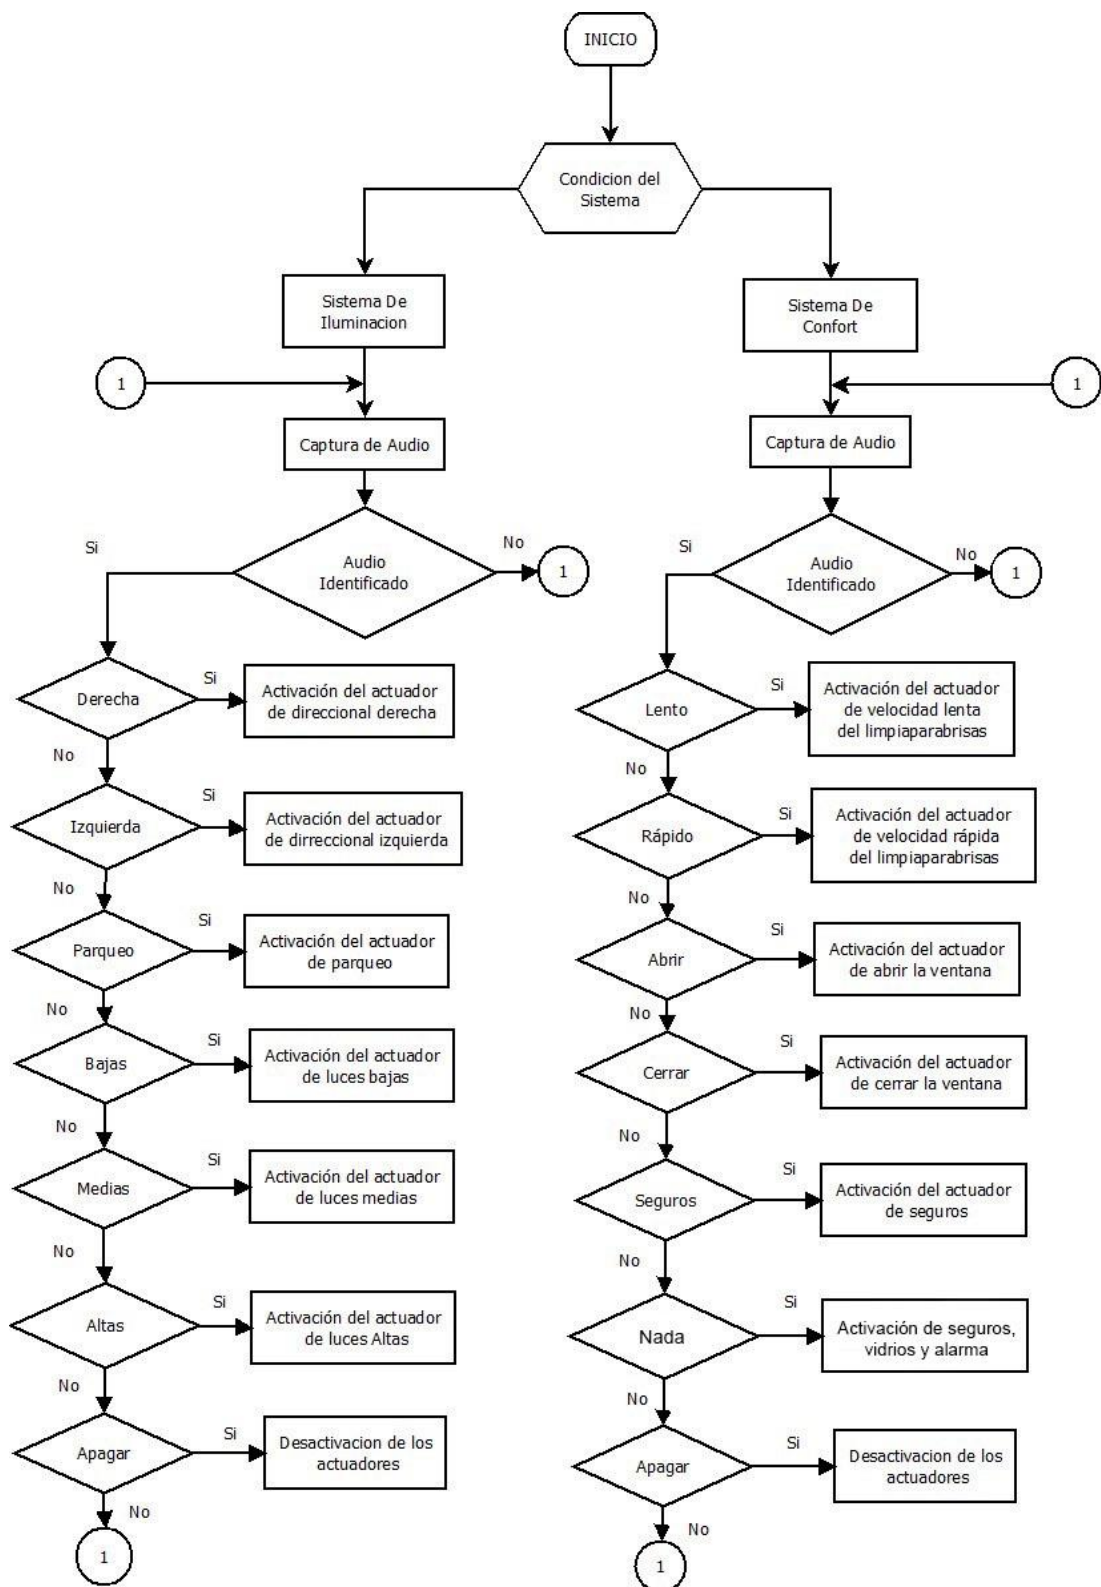 INICIO
Condicion del
Sistema
Sistema De
Iluminacion
1
Captura de Audio
Audio
Identificado
Si
No
1
Derecha
Si
Activación del actuador
de direccional derecha
No
Izquierda
Si
Activación del actuador
de dirreccional izquierda
No
Parqueo
Si
Activación del actuador
de parqueo
No
Bajas
Si
Activación del actuador
de luces bajas
No
Medias
Si
Activación del actuador
de luces medias
No
Altas
Si
Activación del actuador
de luces Altas
No
Apagar
Si
Desactivacion de los
actuadores
No
1
Sistema De
Confort
1
Captura de Audio
Audio
Identificado
Si
No
1
Lento
Si
Activación del actuador
de velocidad lenta
del limpiaparabrisas
No
Rápido
Si
Activación del actuador
de velocidad rápida
del limpiaparabrisas
No
Abrir
Si
Activación del actuador
de abrir la ventana
No
Cerrar
Si
Activación del actuador
de cerrar la ventana
No
Seguros
Si
Activación del actuador
de seguros
No
Nada
Si
Activación de seguros,
vidrios y alarma
No
Apagar
Si
Desactivacion de los
actuadores
No
1